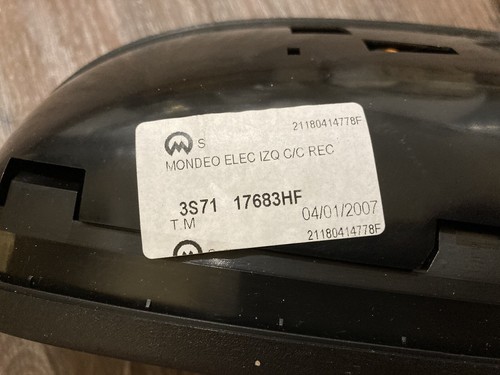 S 21180414778F
MONDEO ELEC IZQ C/C REC
3S71 17683HF
T.M 04/01/2007
21180414778F